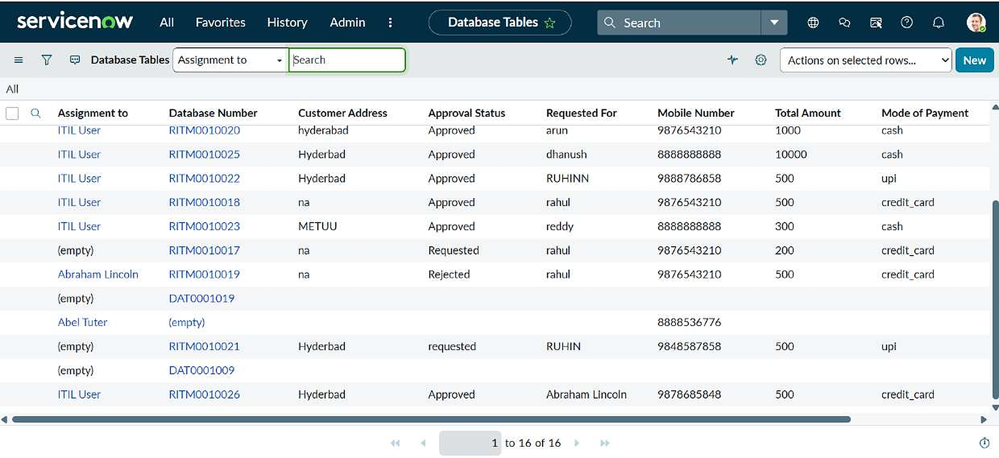 servicenow All Favorites History Admin Database Tables Search
Database Tables Assignment to Search Actions on selected rows... New
All
Assignment to Database Number Customer Address Approval Status Requested For Mobile Number Total Amount Mode of Payment
ITIL User RITM0010020 hyderabad Approved arun 9876543210 1000 cash
ITIL User RITM0010025 Hyderbad Approved dhanush 8888888888 10000 cash
ITIL User RITM0010022 Hyderbad Approved RUHINN 9888786858 500 upi
ITIL User RITM0010018 na Approved rahul 9876543210 500 credit_card
ITIL User RITM0010023 METUU Approved reddy 8888888888 300 cash
(empty) RITM0010017 na Requested rahul 9876543210 200 credit_card
Abraham Lincoln RITM0010019 na Rejected rahul 9876543210 500 credit_card
(empty) DAT0001019
Abel Tuter (empty) 8888536776
(empty) RITM0010021 Hyderbad requested RUHIN 9848587858 500 upi
(empty) DAT0001009
ITIL User RITM0010026 Hyderbad Approved Abraham Lincoln 9878685848 500 credit_card
1 to 16 of 16